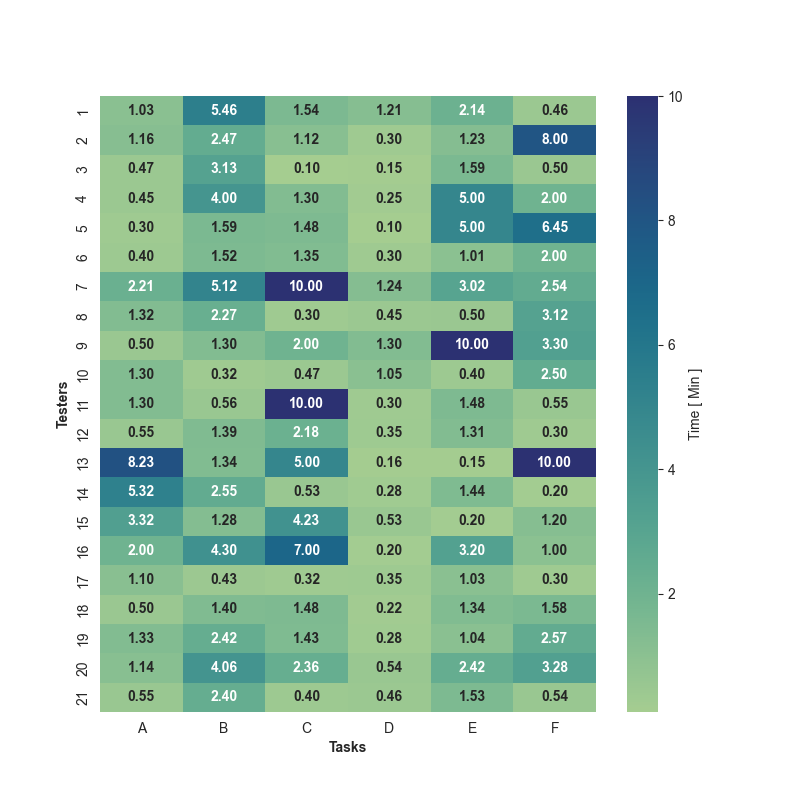 10
1 1.03 5.46 1.54 1.21 2.14 0.46
2 1.16 2.47 1.12 0.30 1.23 8.00
3 0.47 3.13 0.10 0.15 1.59 0.50
4 0.45 4.00 1.30 0.25 5.00 2.00
8
5 0.30 1.59 1.48 0.10 5.00 6.45
6 0.40 1.52 1.35 0.30 1.01 2.00
7 2.21 5.12 10.00 1.24 3.02 2.54
8 1.32 2.27 0.30 0.45 0.50 3.12
9 0.50 1.30 2.00 1.30 10.00 3.30
6
10 1.30 0.32 0.47 1.05 0.40 2.50
Testers
Time [ Min ]
11 1.30 0.56 10.00 0.30 1.48 0.55
12 0.55 1.39 2.18 0.35 1.31 0.30
13 8.23 1.34 5.00 0.16 0.15 10.00
4
14 5.32 2.55 0.53 0.28 1.44 0.20
15 3.32 1.28 4.23 0.53 0.20 1.20
16 2.00 4.30 7.00 0.20 3.20 1.00
17 1.10 0.43 0.32 0.35 1.03 0.30
2
18 0.50 1.40 1.48 0.22 1.34 1.58
19 1.33 2.42 1.43 0.28 1.04 2.57
20 1.14 4.06 2.36 0.54 2.42 3.28
21 0.55 2.40 0.40 0.46 1.53 0.54
A B C D E F
Tasks